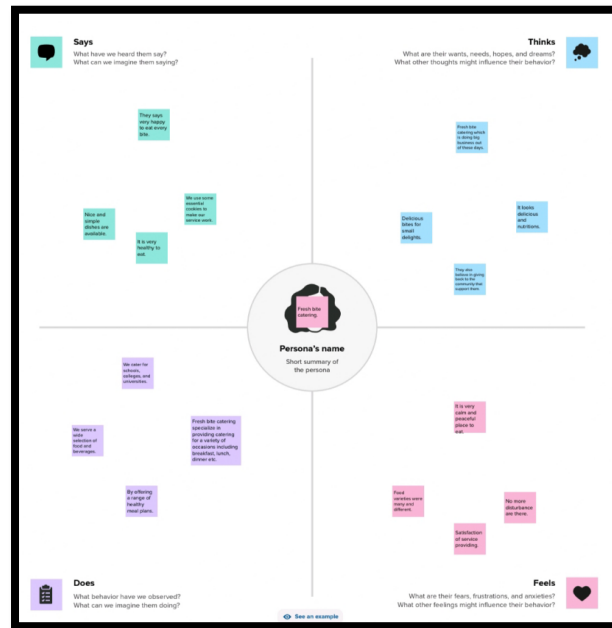 Says
What have we heard them say?
What can we imagine them saying?
Thinks
What are their wants, needs, hopes, and dreams?
What other thoughts might influence their behavior?
They says
very happy
to eat every
bite.
Nice and
simple
dishes are
available.
We use some
essential
cookies to
make our
service work.
It is very
healthy to
eat.
Fresh bite
catering which
is doing big
business out
of these days.
Delicious
bites for
small
delights.
It looks
delicious
and
nutritions.
They also
believe in giving
back to the
community that
support them.
Fresh bite
catering.
Persona's name
Short summary of
the persona
We cater for
schools,
colleges, and
universities.
We serve a
wide
selection of
food and
beverages.
Fresh bite catering
specialize in
providing catering
for a variety of
occasions including
breakfast, lunch,
dinner etc.
By offering
a range of
healthy
meal plans.
It is very
calm and
peaceful
place to
eat.
Food
varieties were
many and
different.
No more
disturbance
are there.
Satisfaction
of service
providing.
Does
What behavior have we observed?
What can we imagine them doing?
Feels
What are their fears, frustrations, and anxieties?
What other feelings might influence their behavior?
See an example